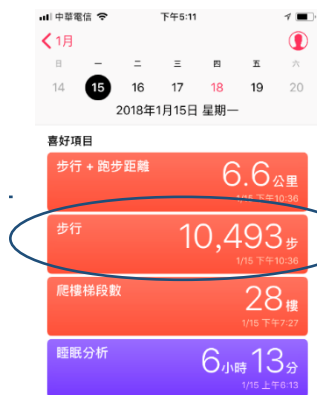 中華電信 下午5:11
1月
日 一 二 三 四 五 六
14 15 16 17 18 19 20
2018年1月15日 星期一
喜好項目
步行 + 跑步距離 6.6公里
1/15 下午10:36
步行 10,493步
1/15 下午10:36
爬樓梯段數 28樓
1/15 下午7:27
睡眠分析 6小時13分
1/15 上午6:13